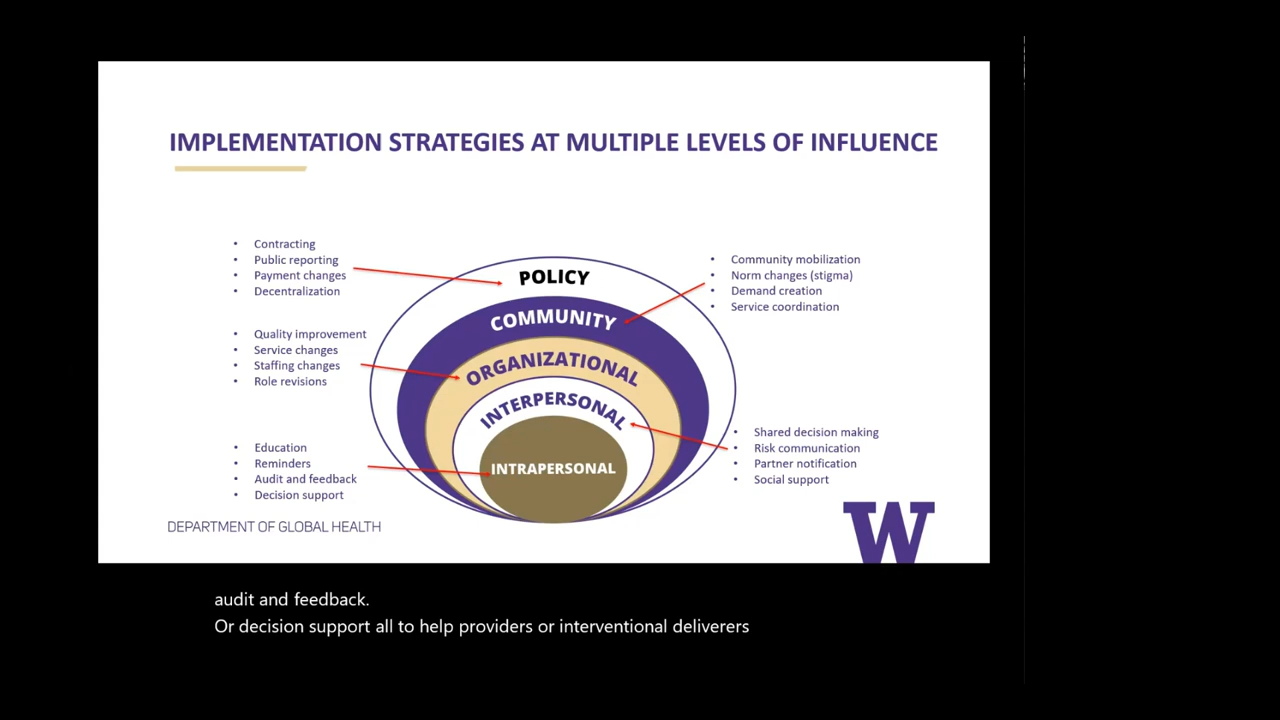 IMPLEMENTATION STRATEGIES AT MULTIPLE LEVELS OF INFLUENCE
• Contracting
• Public reporting
• Payment changes
• Decentralization
• Quality improvement
• Service changes
• Staffing changes
• Role revisions
• Education
• Reminders
• Audit and feedback
• Decision support
POLICY
COMMUNITY
ORGANIZATIONAL
INTERPERSONAL
INTRAPERSONAL
• Community mobilization
• Norm changes (stigma)
• Demand creation
• Service coordination
• Shared decision making
• Risk communication
• Partner notification
• Social support
DEPARTMENT OF GLOBAL HEALTH
W
audit and feedback.
Or decision support all to help providers or interventional deliverers